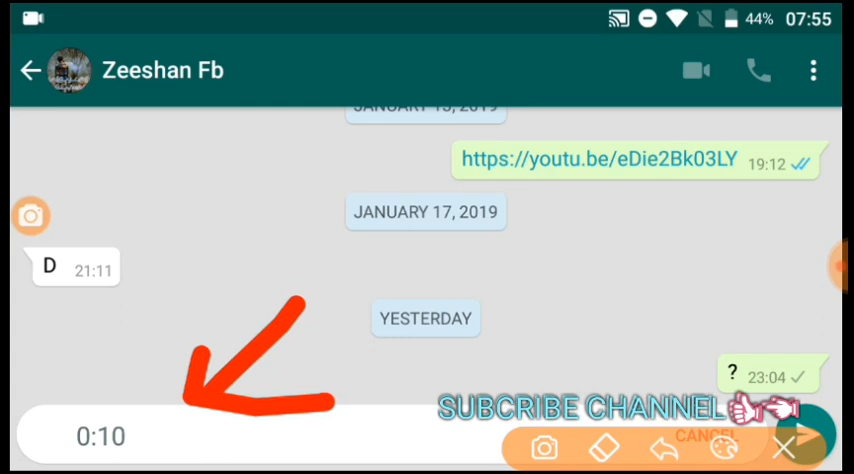 44% 07:55
Zeeshan Fb
JANUARY 15, 2019
https://youtu.be/eDie2Bk03LY 19:12
JANUARY 17, 2019
D 21:11
YESTERDAY
? 23:04
SUBCRIBE CHANNEL
0:10
CANCEL